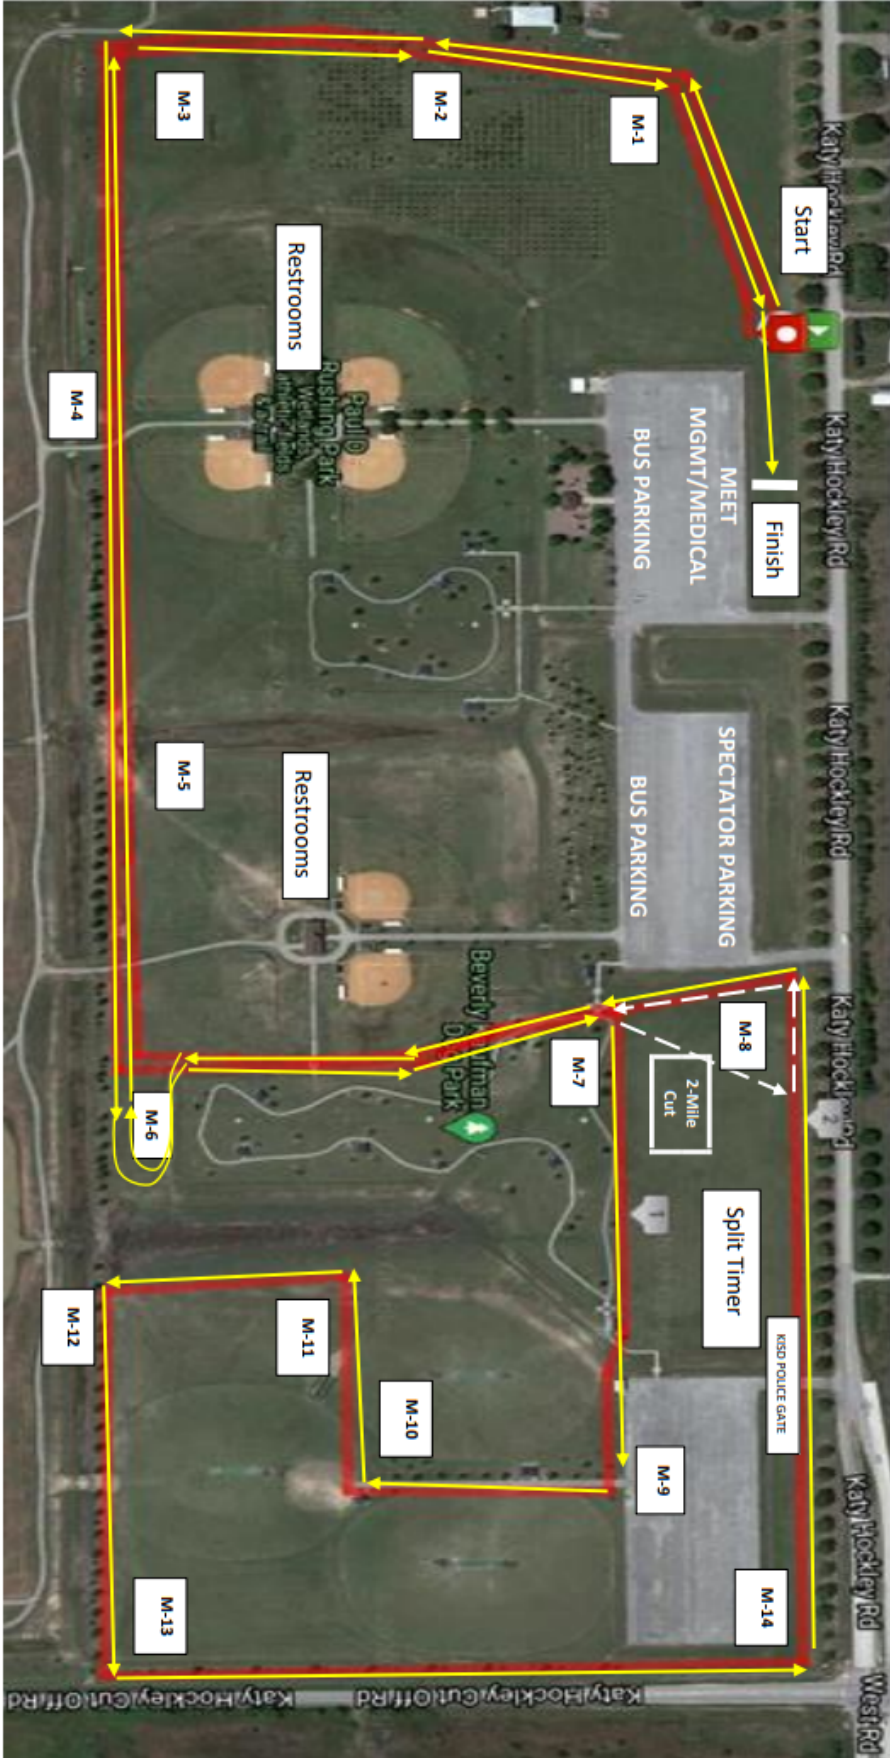 Katy Hockley Rd
Katy Hockley Rd
Katy Hockley Rd
Katy Hockley Rd
Katy Hockley Rd
West Rd
Start
Finish
MEET
MGMT/MEDICAL
BUS PARKING
SPECTATOR PARKING
BUS PARKING
M-1
M-2
M-3
Restrooms
Paul D
Rushing Park
M-4
M-5
Restrooms
Beverly Kaufman
Dog Park
M-6
M-7
M-8
2-Mile
Cut
2
1
Split Timer
KISD POLICE GATE
M-9
M-10
M-11
M-12
M-13
M-14
Katy Hockley Cut Off Rd
Katy Hockley Cut Off Rd
Katy Hockley Cut Off Rd